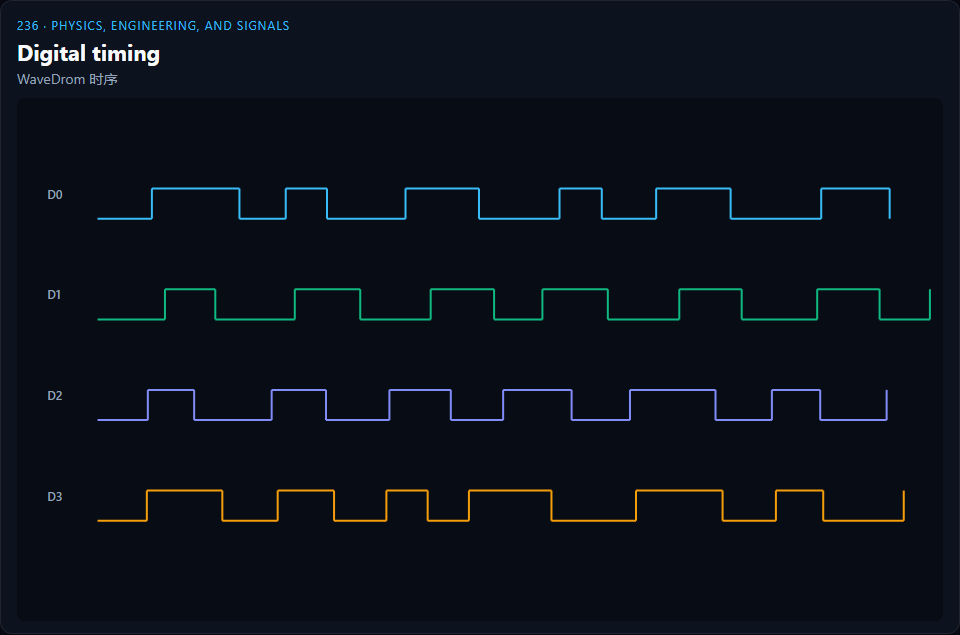 236 · PHYSICS, ENGINEERING, AND SIGNALS
Digital timing
WaveDrom 时序
D0
D1
D2
D3